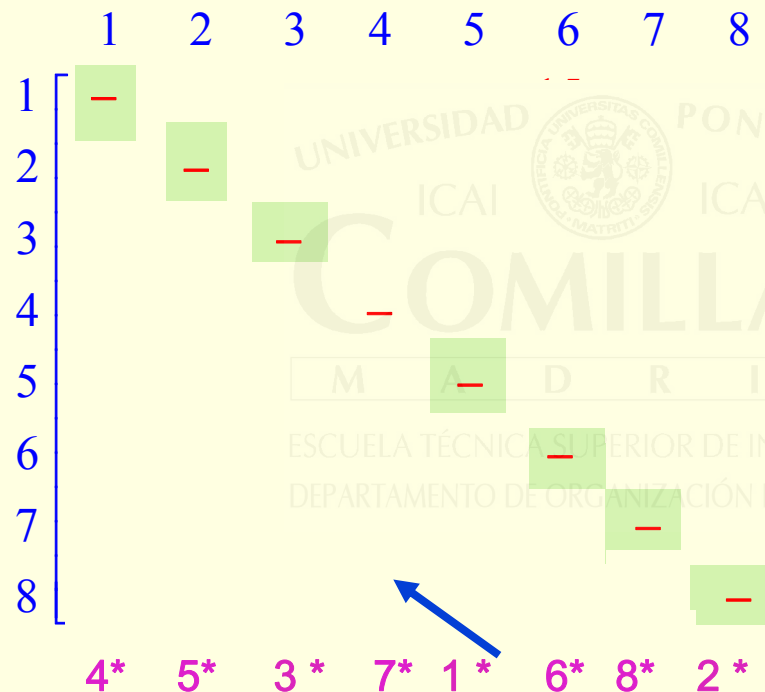 1 2 3 4 5 6 7 8
1 —
2 —
3 —
4 —
5 —
6 —
7 —
8 —
4* 5* 3 * 7* 1 * 6* 8* 2 *
UNIVERSIDAD PON
ICAI ICA
COMILLA
M A D R I
ESCUELA TÉCNICA SUPERIOR DE IN
DEPARTAMENTO DE ORGANIZACIÓN